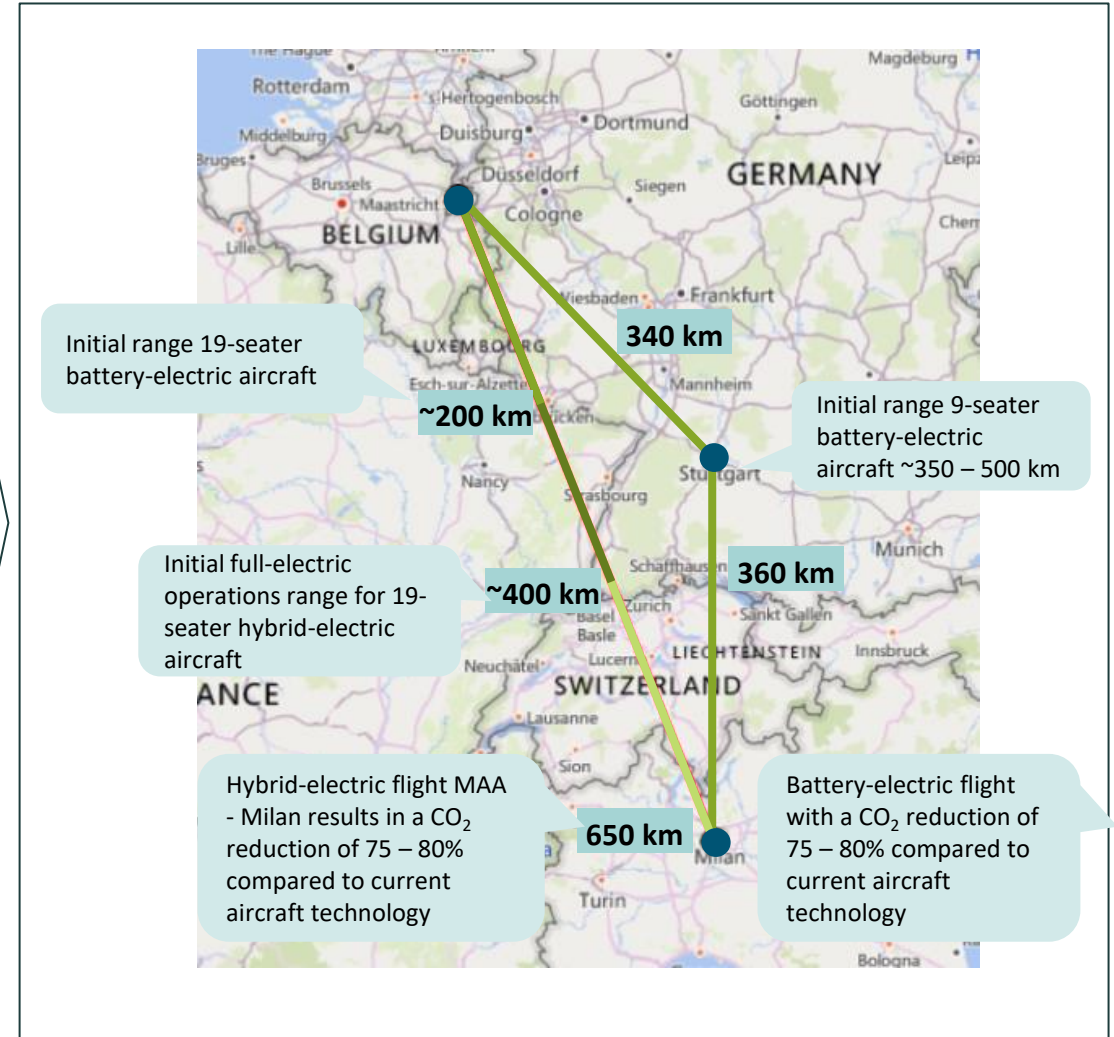 The Hague
Rotterdam
's-Hertogenbosch
Magdeburg
Göttingen
Middelburg
Duisburg
Dortmund
Bruges
Düsseldorf
GERMANY
Brussels
Maastricht
Siegen
Cologne
BELGIUM
Lille
Wiesbaden
Frankfurt
340 km
LUXEMBOURG
Initial range 19-seater
battery-electric aircraft
Esch-sur-Alzette
Mannheim
~200 km
Initial range 9-seater
battery-electric
aircraft ~350 – 500 km
Nancy
Stuttgart
Strasbourg
Munich
Initial full-electric
operations range for 19-
seater hybrid-electric
aircraft
Schaffhausen
360 km
~400 km
Zurich
Sankt Gallen
Basel
Basle
LIECHTENSTEIN
Innsbruck
Neuchâtel
Lucern
SWITZERLAND
ANCE
Lausanne
Sion
Hybrid-electric flight MAA
- Milan results in a CO₂
reduction of 75 – 80%
compared to current
aircraft technology
650 km
Milan
Battery-electric flight
with a CO₂ reduction of
75 – 80% compared to
current aircraft
technology
Turin
Bologna